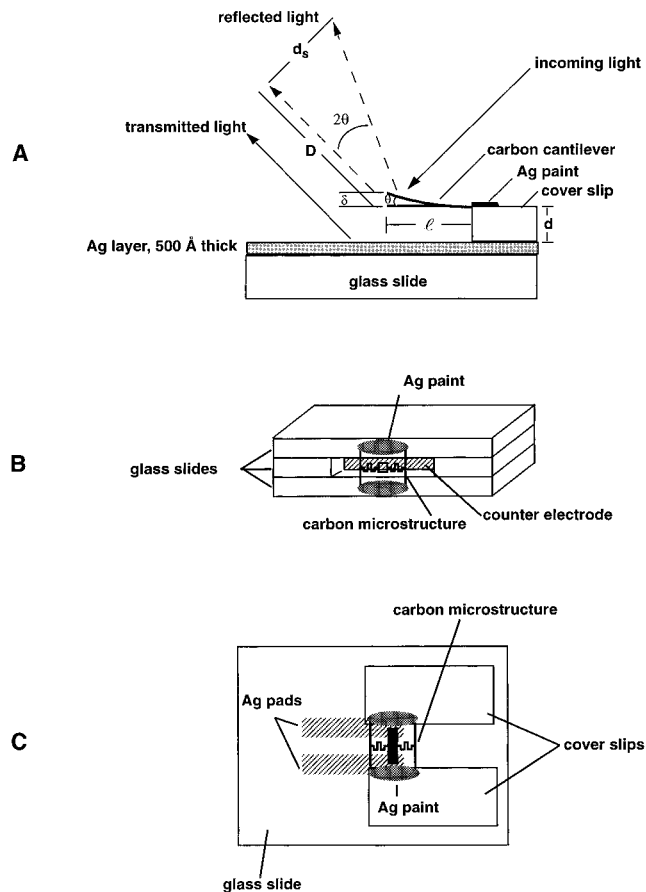 reflected light
d_s
incoming light
2θ
transmitted light
D
A
carbon cantilever
Ag paint
cover slip
δ
θ
ℓ
d
Ag layer, 500 Å thick
glass slide
Ag paint
B
glass slides
carbon microstructure
counter electrode
carbon microstructure
Ag pads
C
cover slips
Ag paint
glass slide